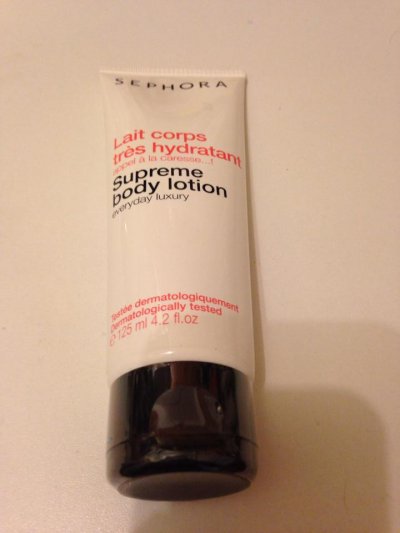 SEPHORA
Lait corps
très hydratant
appel à la caresse...!
Supreme
body lotion
everyday luxury
Testée dermatologiquement
Dermatologically tested
℮ 125 ml 4.2 fl.oz